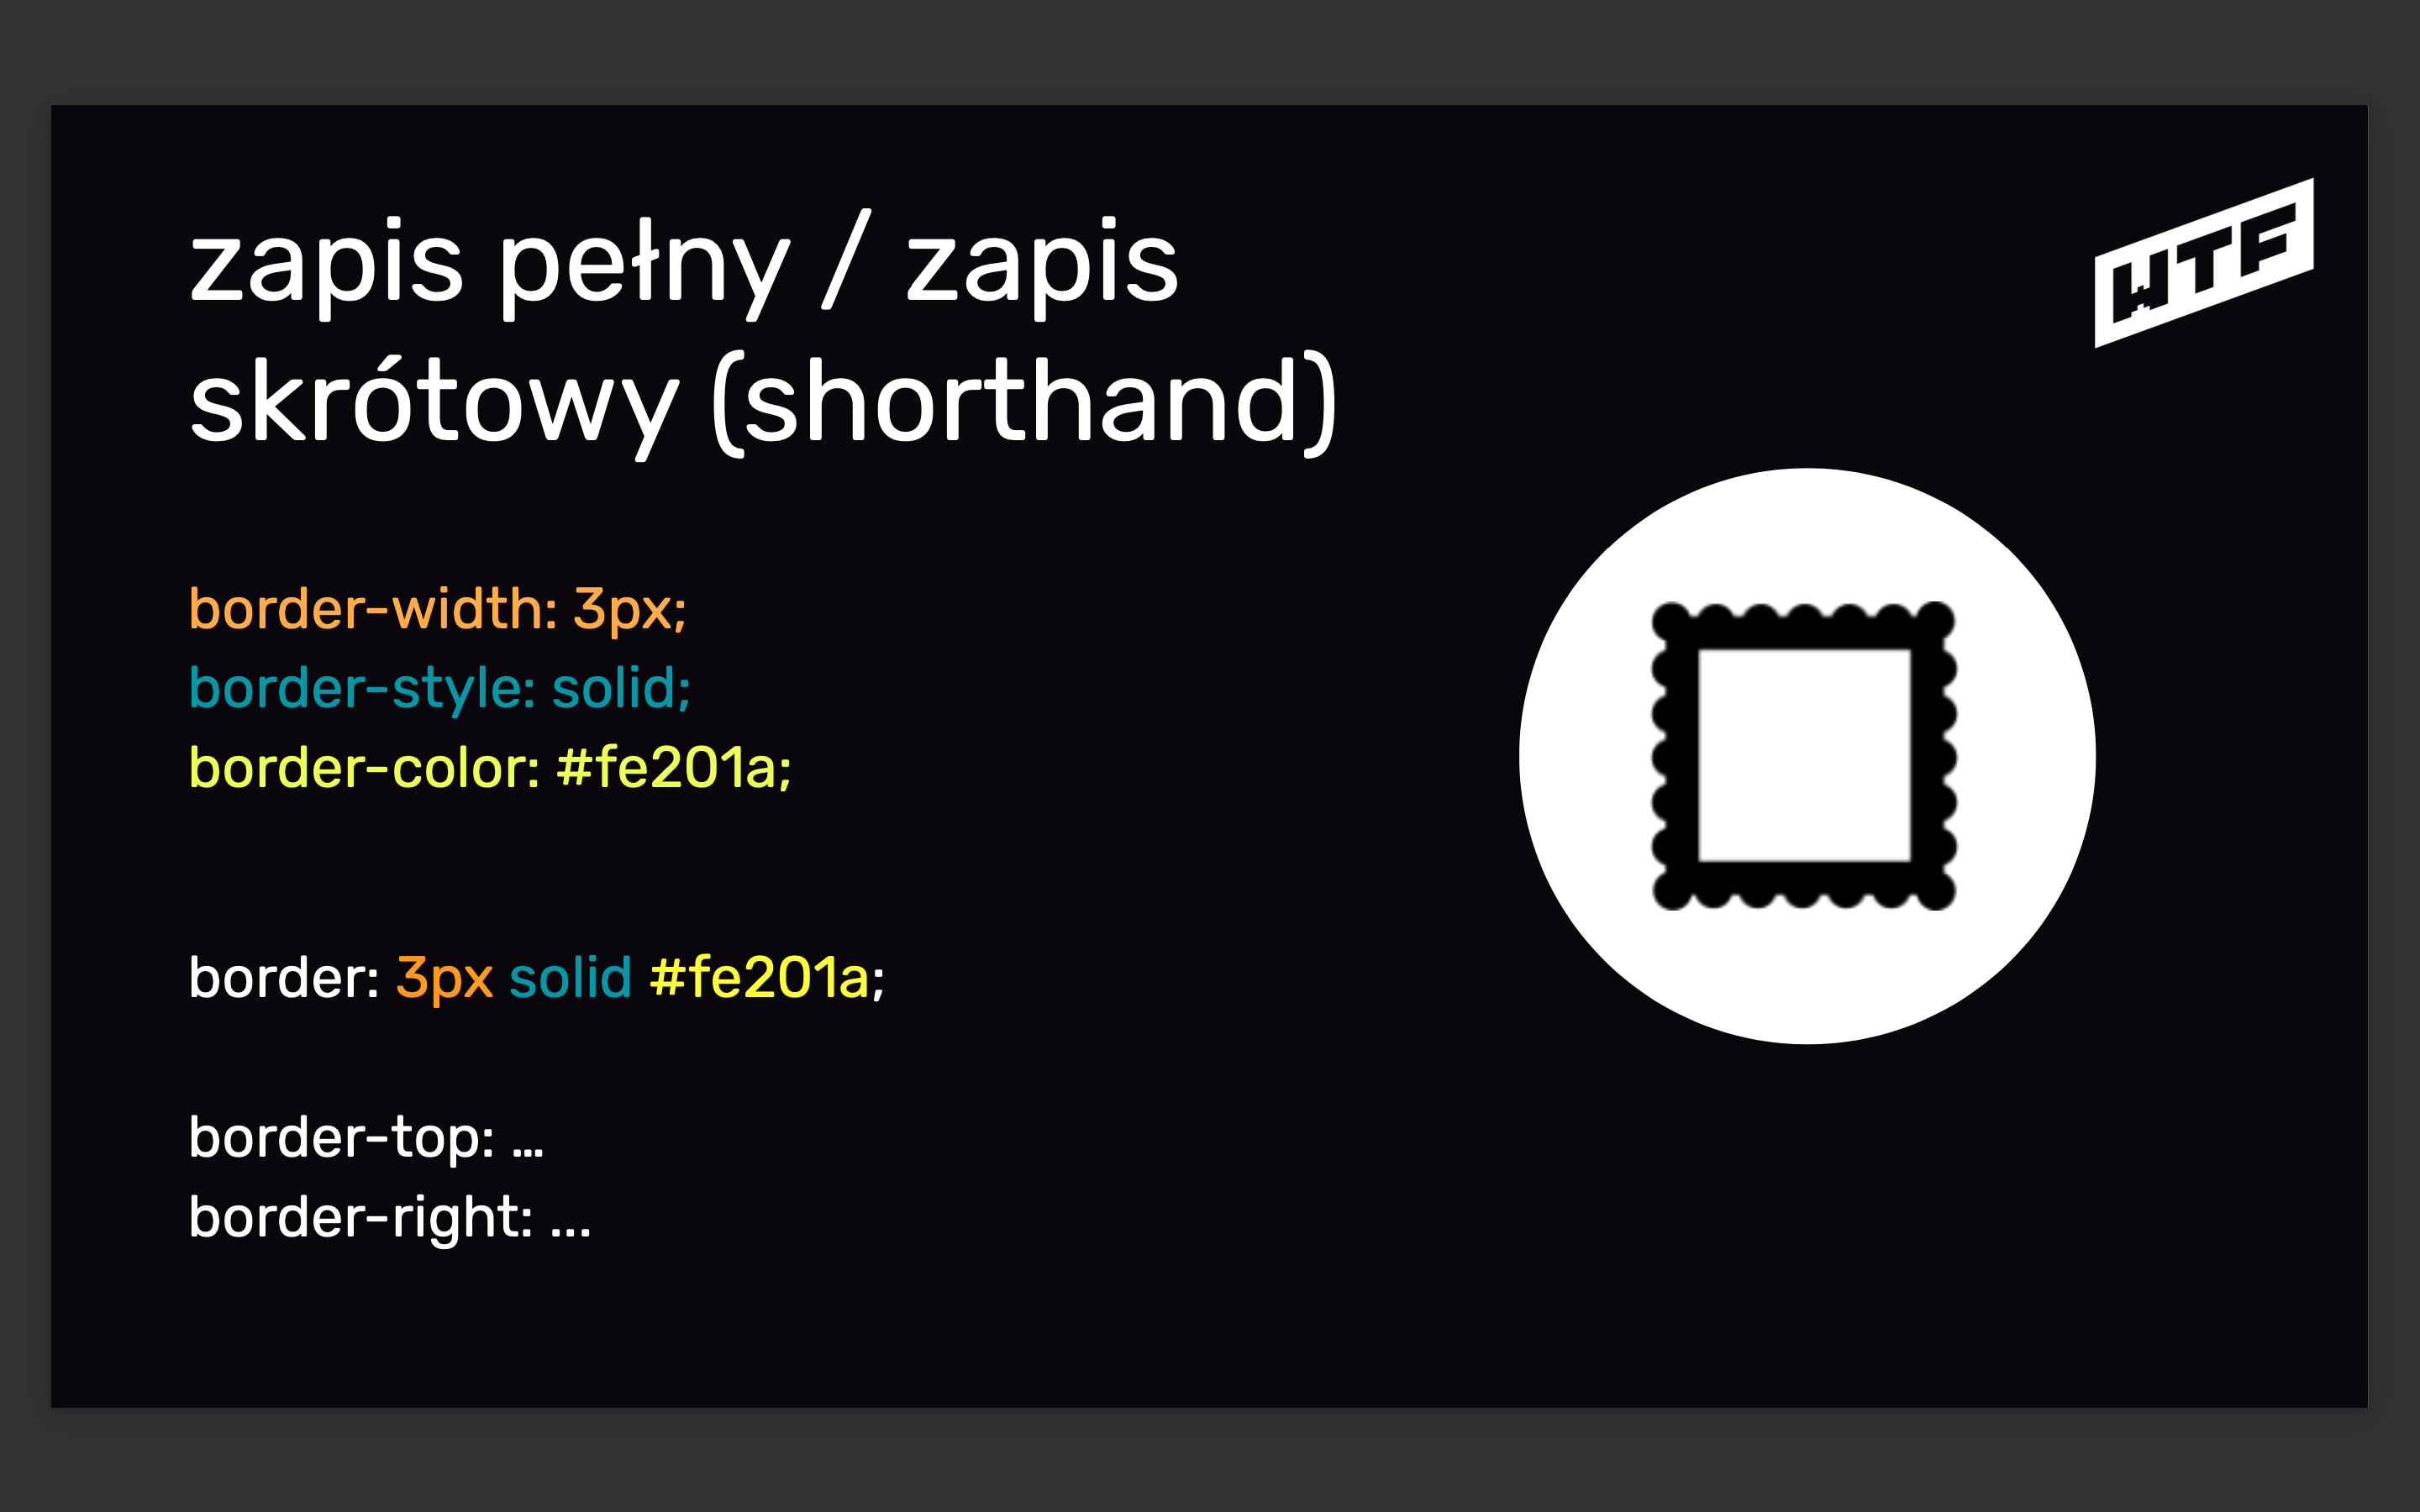 zapis pełny / zapis
skrótowy (shorthand)
border-width: 3px;
border-style: solid;
border-color: #fe201a;
border: 3px solid #fe201a;
border-top: ...
border-right: ...